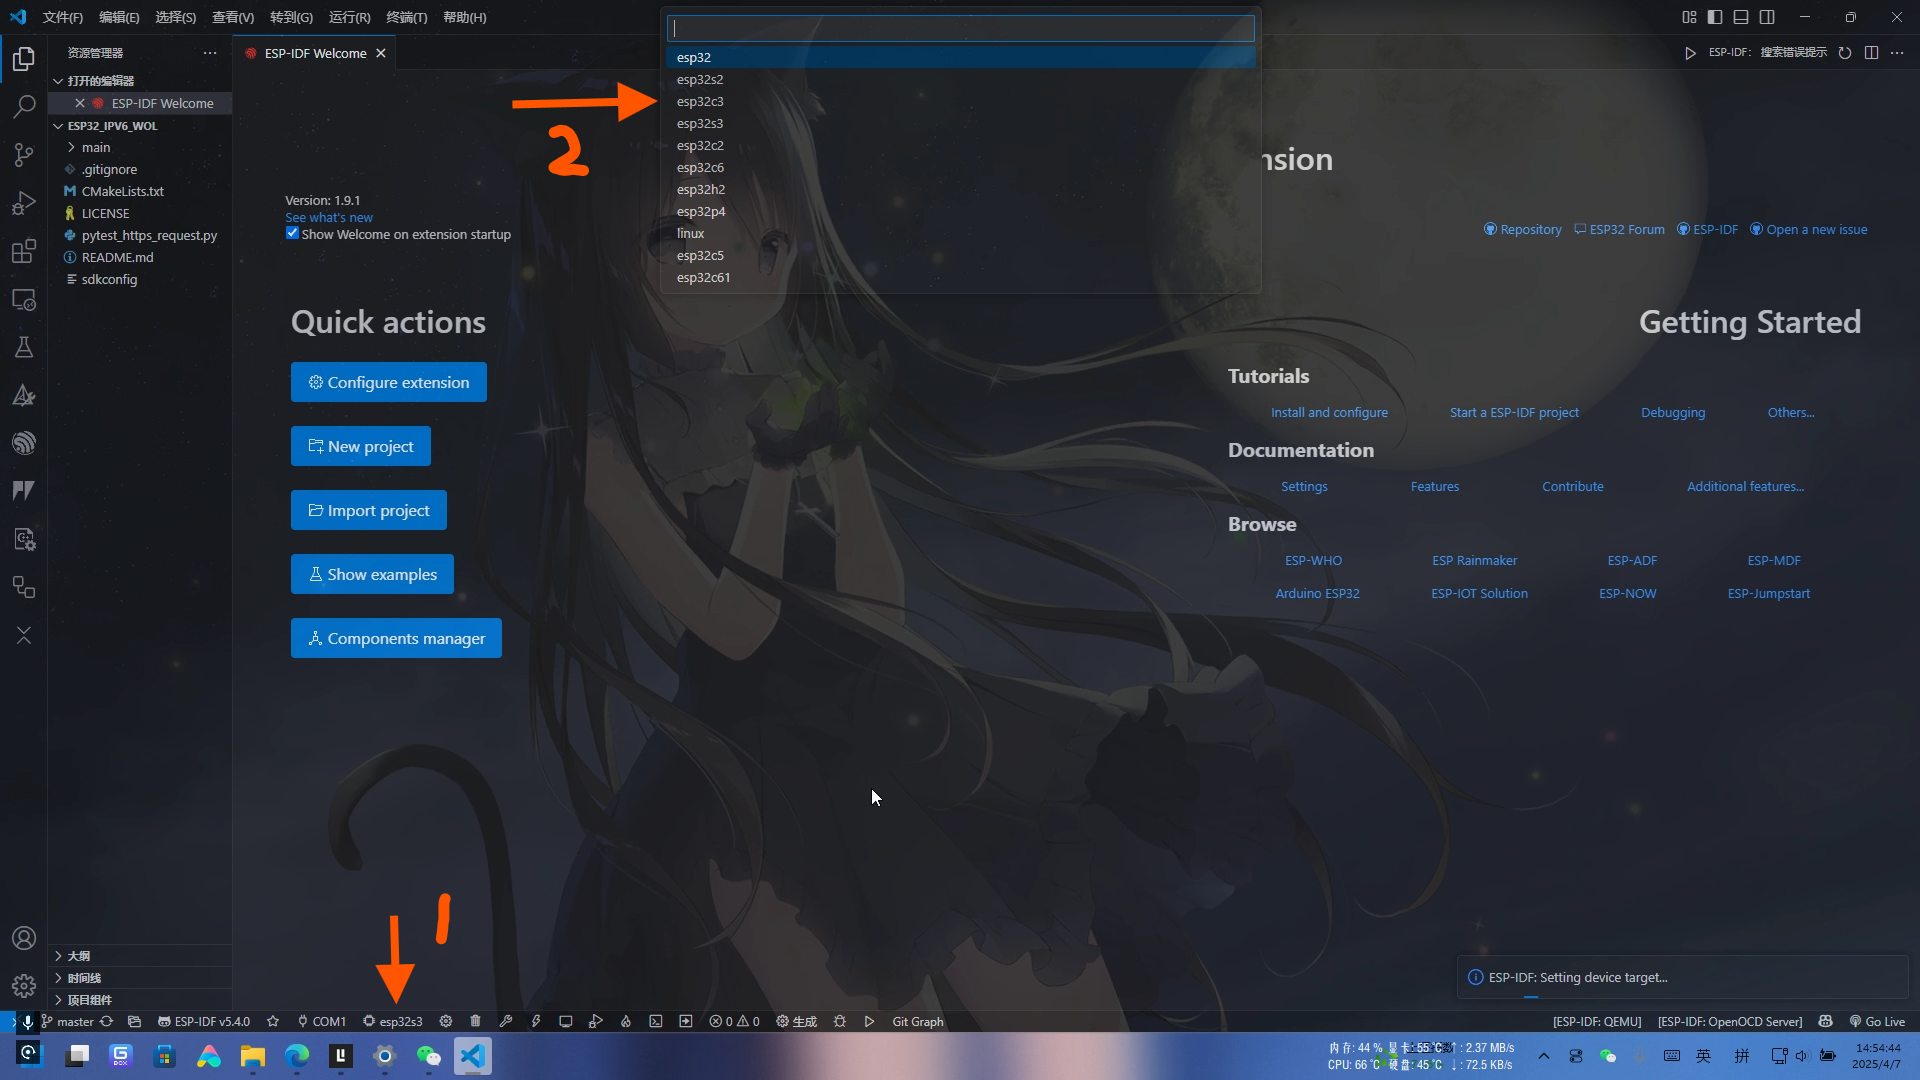 文件(F) 编辑(E) 选择(S) 查看(V) 转到(G) 运行(R) 终端(T) 帮助(H)
资源管理器
ESP-IDF Welcome
ESP-IDF: 搜索错误提示
打开的编辑器
ESP-IDF Welcome
ESP32_IPV6_WOL
main
.gitignore
CMakeLists.txt
LICENSE
pytest_https_request.py
README.md
sdkconfig
大纲
时间线
项目组件
esp32
esp32s2
esp32c3
esp32s3
esp32c2
esp32c6
esp32h2
esp32p4
linux
esp32c5
esp32c61
2
nsion
Version: 1.9.1
See what's new
Show Welcome on extension startup
Repository ESP32 Forum ESP-IDF Open a new issue
Quick actions
Configure extension
New project
Import project
Show examples
Components manager
Getting Started
Tutorials
Install and configure Start a ESP-IDF project Debugging Others...
Documentation
Settings Features Contribute Additional features...
Browse
ESP-WHO ESP Rainmaker ESP-ADF ESP-MDF
Arduino ESP32 ESP-IOT Solution ESP-NOW ESP-Jumpstart
1
ESP-IDF: Setting device target...
master ESP-IDF v5.4.0 COM1 esp32s3 0 0 生成 Git Graph [ESP-IDF: QEMU] [ESP-IDF: OpenOCD Server] Go Live
内存: 44 % 显卡: 55 °C ↑: 2.37 MB/s
CPU: 66 °C 硬盘: 45 °C ↓: 72.5 KB/s
英 拼
14:54:44
2025/4/7